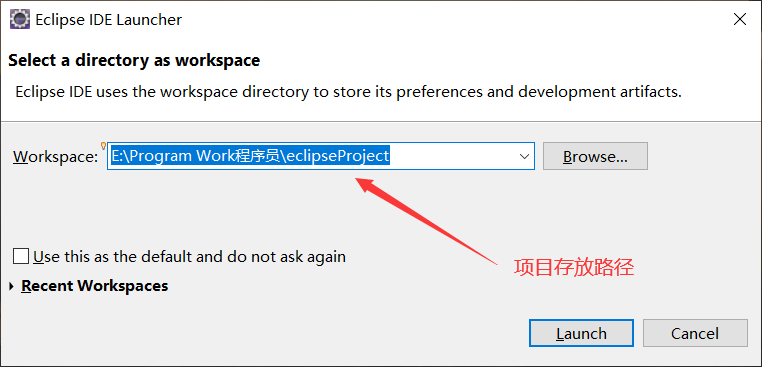 Eclipse IDE Launcher
Select a directory as workspace
Eclipse IDE uses the workspace directory to store its preferences and development artifacts.
Workspace: E:\Program Work程序员\eclipseProject Browse...
Use this as the default and do not ask again
项目存放路径
Recent Workspaces
Launch Cancel